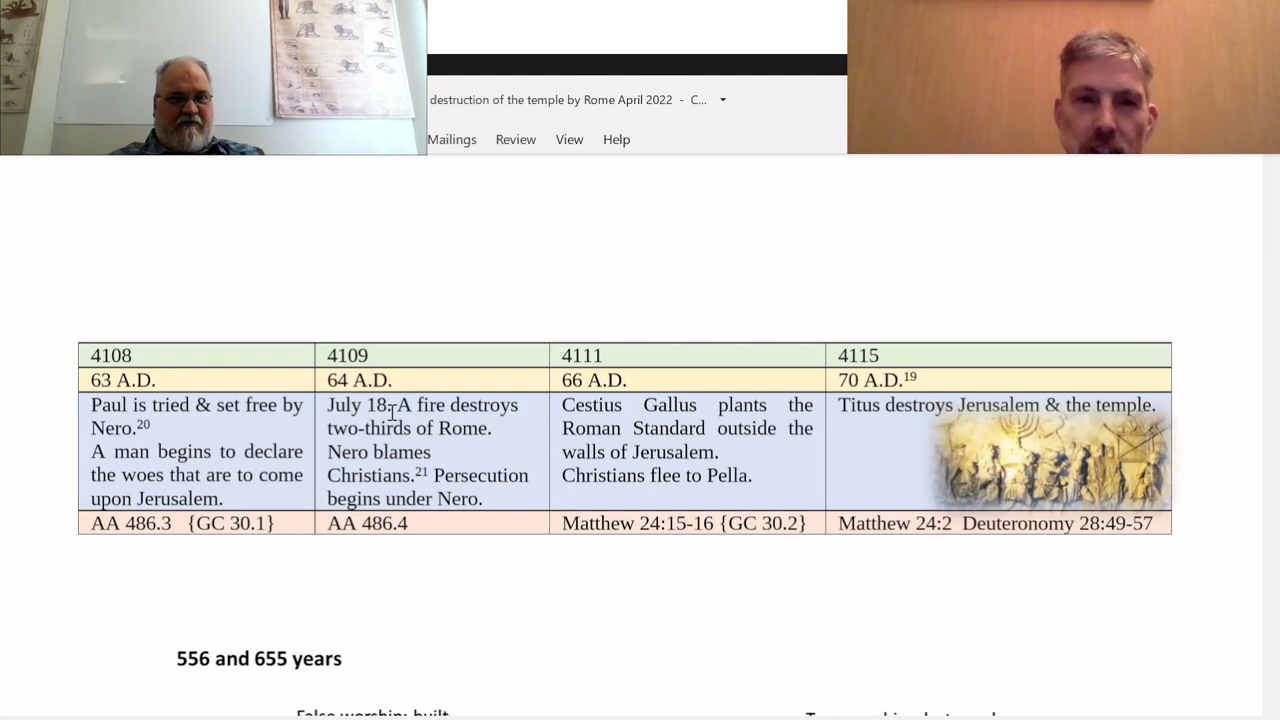 destruction of the temple by Rome April 2022 - C...
Mailings Review View Help
4108 4109 4111 4115
63 A.D. 64 A.D. 66 A.D. 70 A.D.¹⁹
Paul is tried & set free by
Nero.²⁰
A man begins to declare
the woes that are to come
upon Jerusalem.
July 18. A fire destroys
two-thirds of Rome.
Nero blames
Christians.²¹ Persecution
begins under Nero.
Cestius Gallus plants the
Roman Standard outside the
walls of Jerusalem.
Christians flee to Pella.
Titus destroys Jerusalem & the temple.
AA 486.3 {GC 30.1} AA 486.4 Matthew 24:15-16 {GC 30.2} Matthew 24:2 Deuteronomy 28:49-57
556 and 655 years
False worship: built